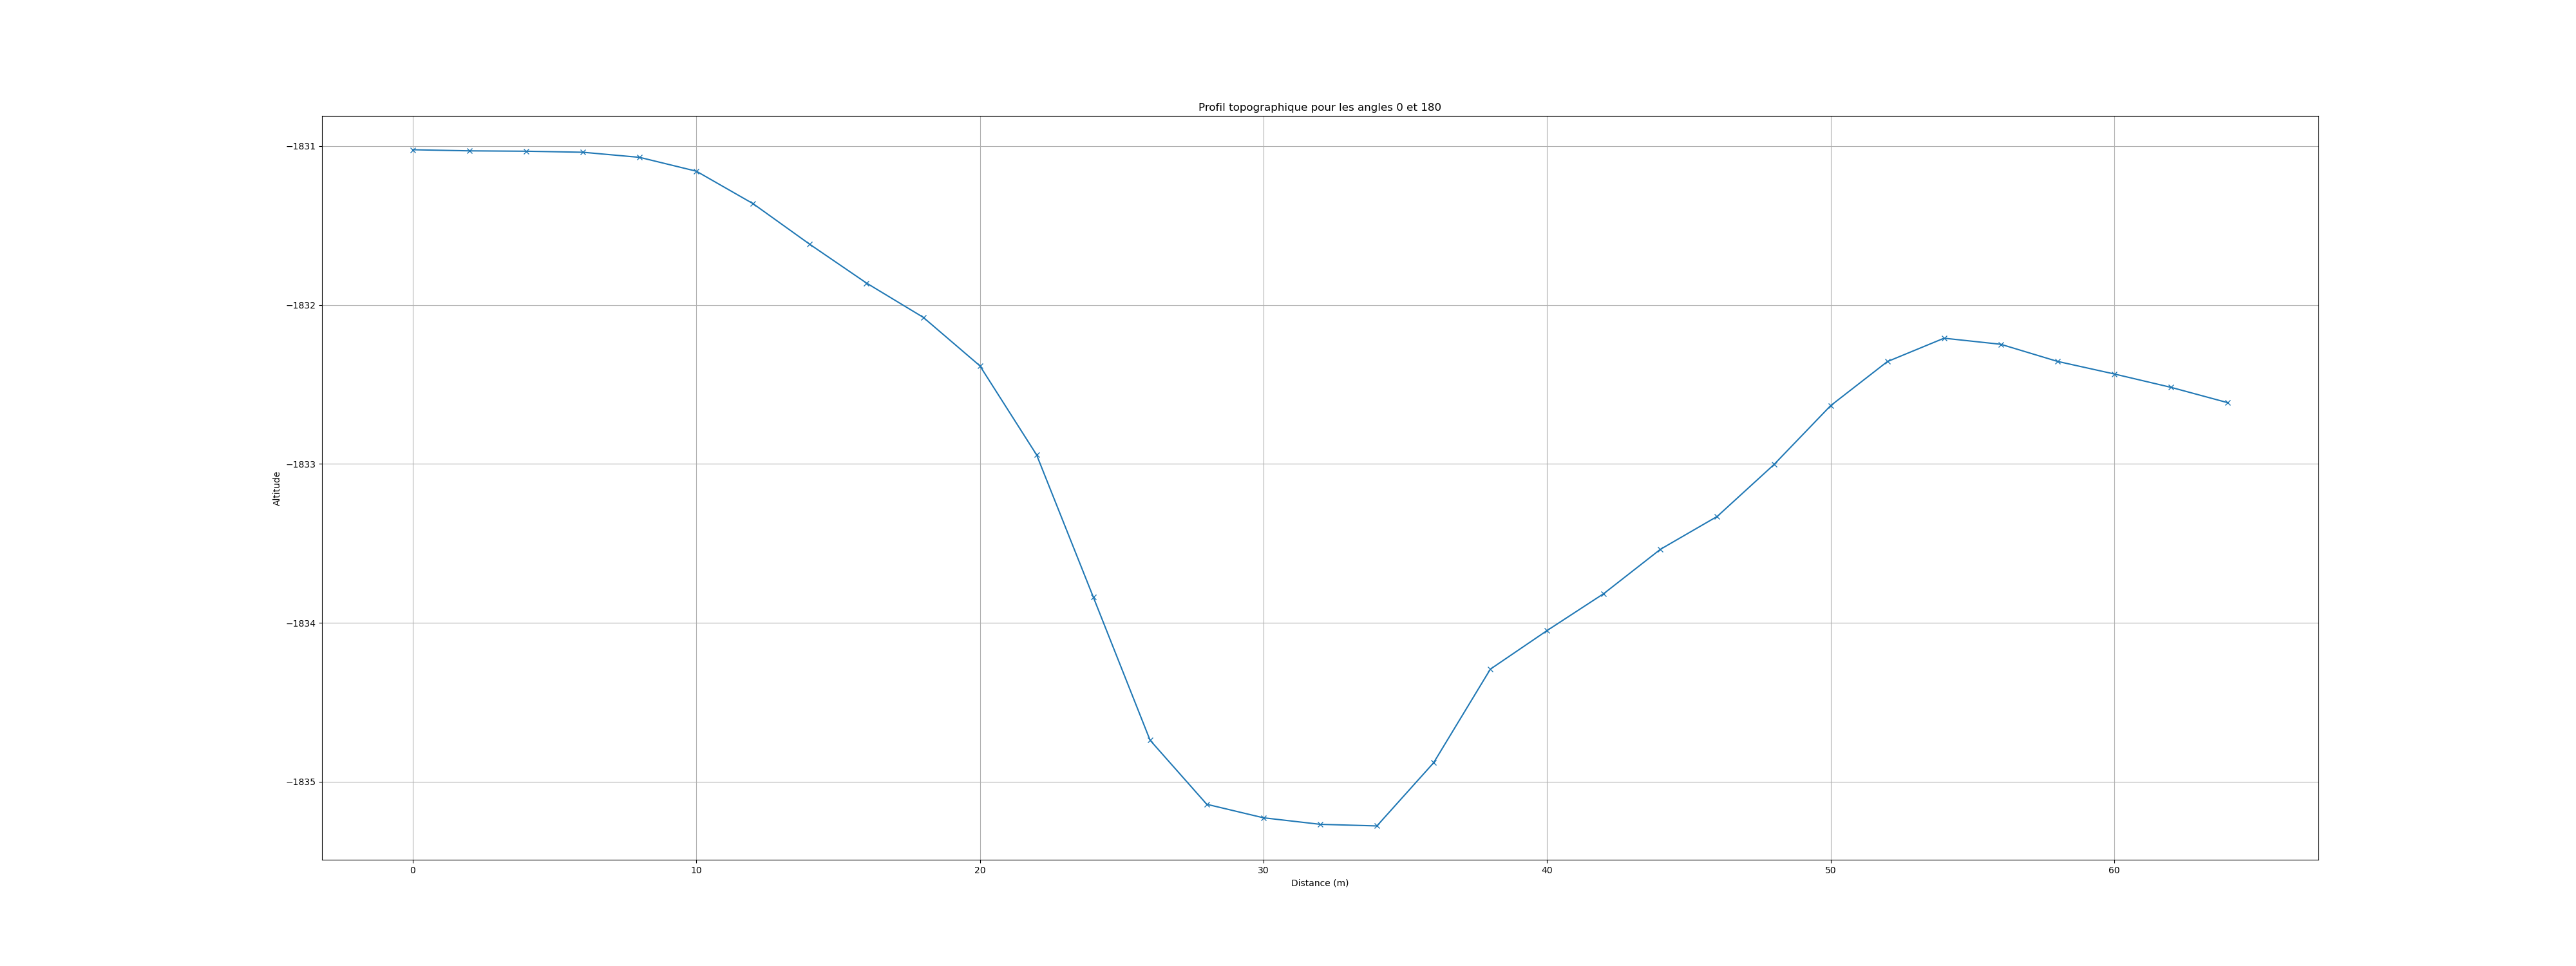 Profil topographique pour les angles 0 et 180
−1831
−1832
−1833
−1834
−1835
Altitude
0 10 20 30 40 50 60
Distance (m)